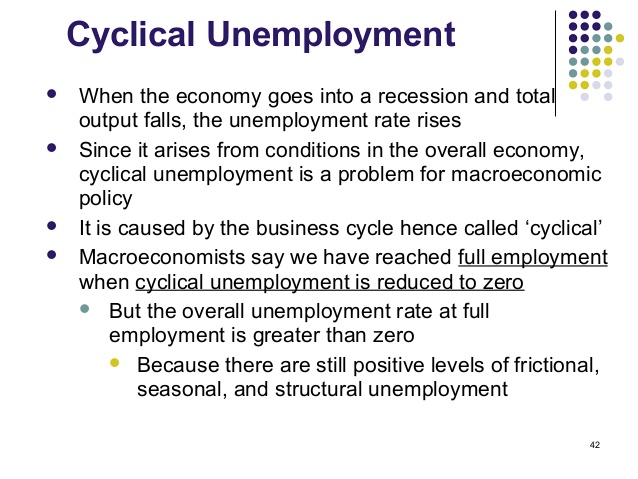 Cyclical Unemployment
When the economy goes into a recession and total
output falls, the unemployment rate rises
Since it arises from conditions in the overall economy,
cyclical unemployment is a problem for macroeconomic
policy
It is caused by the business cycle hence called ‘cyclical’
Macroeconomists say we have reached full employment
when cyclical unemployment is reduced to zero
But the overall unemployment rate at full
employment is greater than zero
Because there are still positive levels of frictional,
seasonal, and structural unemployment
42